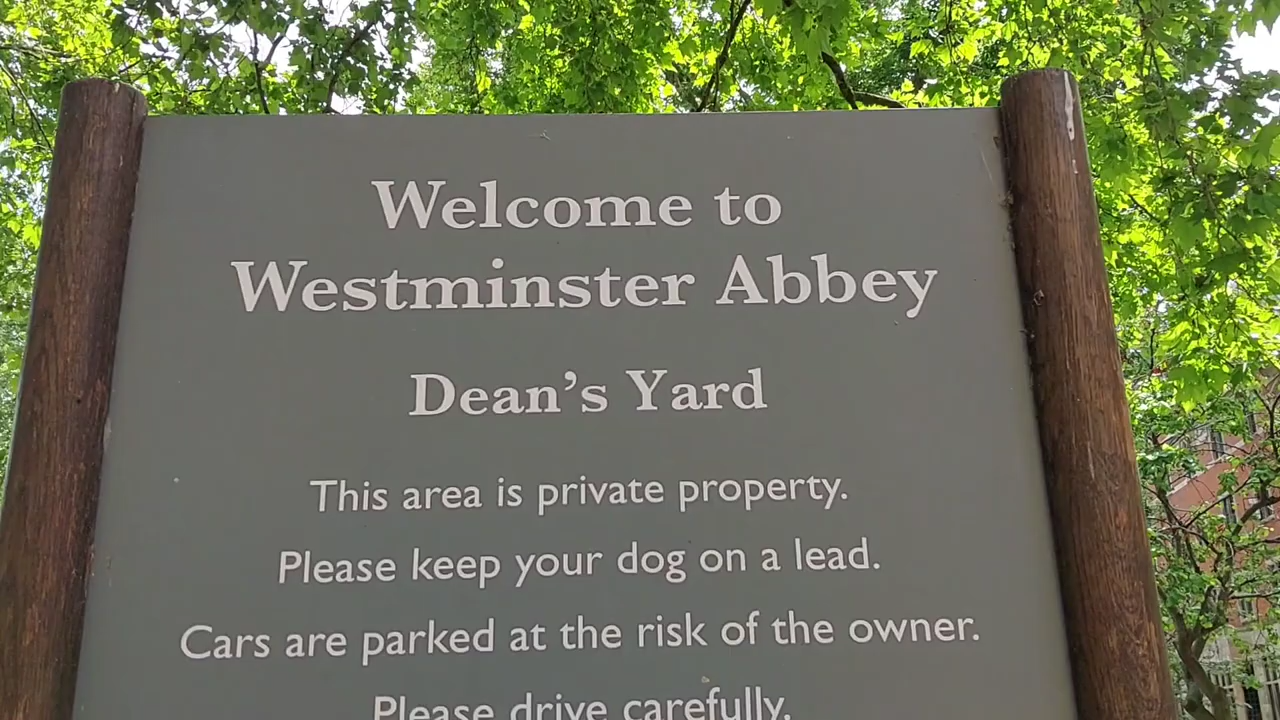 Welcome to
Westminster Abbey
Dean’s Yard
This area is private property.
Please keep your dog on a lead.
Cars are parked at the risk of the owner.
Please drive carefully.